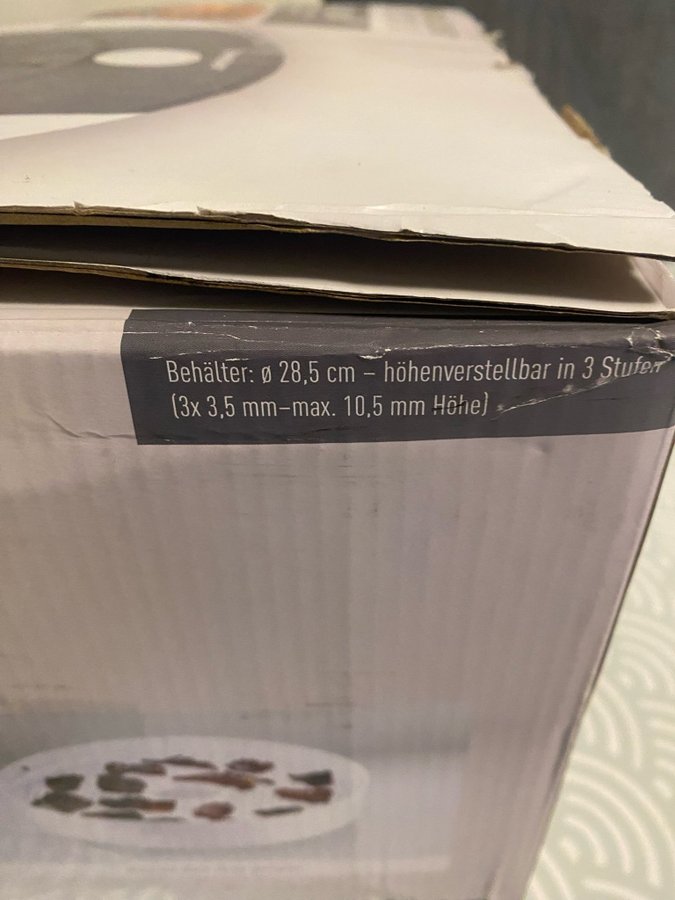 Behälter: ø 28,5 cm – höhenverstellbar in 3 Stufen
(3x 3,5 mm–max. 10,5 mm Höhe)